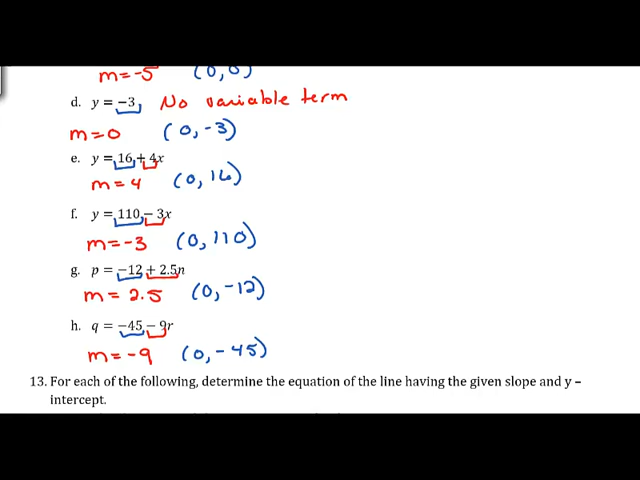 m = -5 (0, 0)
d. y = −3, No variable term
m = 0 (0, -3)
e. y = 16 + 4x
m = 4 (0, 16)
f. y = 110 − 3x
m = -3 (0, 110)
g. p = −12 + 2.5n
m = 2.5 (0, -12)
h. q = −45 − 9r
m = -9 (0, -45)
13. For each of the following, determine the equation of the line having the given slope and y –
intercept.